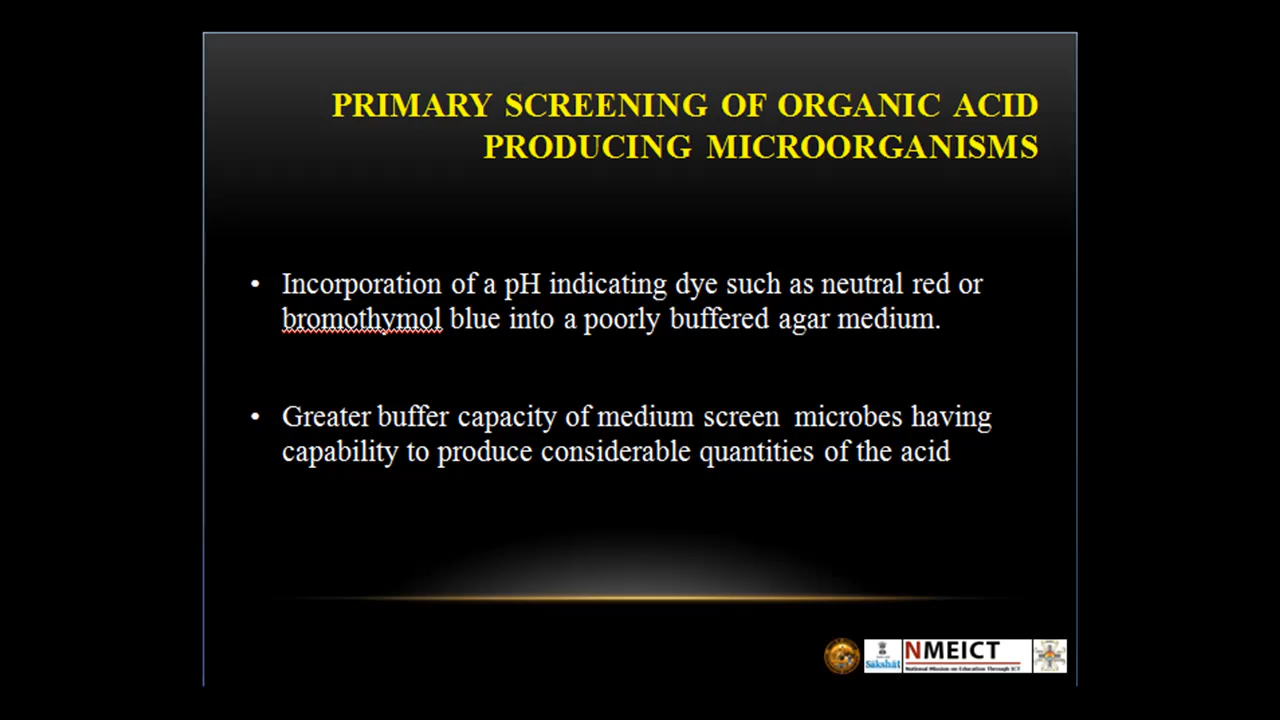 PRIMARY SCREENING OF ORGANIC ACID
PRODUCING MICROORGANISMS
• Incorporation of a pH indicating dye such as neutral red or
bromothymol blue into a poorly buffered agar medium.
• Greater buffer capacity of medium screen  microbes having
capability to produce considerable quantities of the acid
Sakshat
NMEICT
National Mission on Education Through ICT